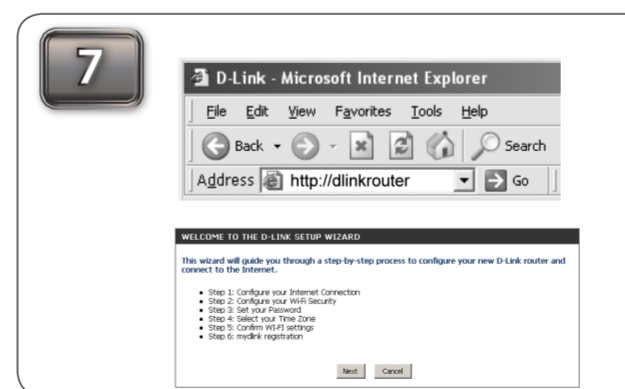 7
D-Link - Microsoft Internet Explorer
File Edit View Favorites Tools Help
Back Search
Address http://dlinkrouter Go
WELCOME TO THE D-LINK SETUP WIZARD
This wizard will guide you through a step-by-step process to configure your new D-Link router and
connect to the Internet.
• Step 1: Configure your Internet Connection
• Step 2: Configure your Wi-Fi Security
• Step 3: Set your Password
• Step 4: Select your Time Zone
• Step 5: Confirm WI-FI settings
• Step 6: mydlink registration
Next Cancel